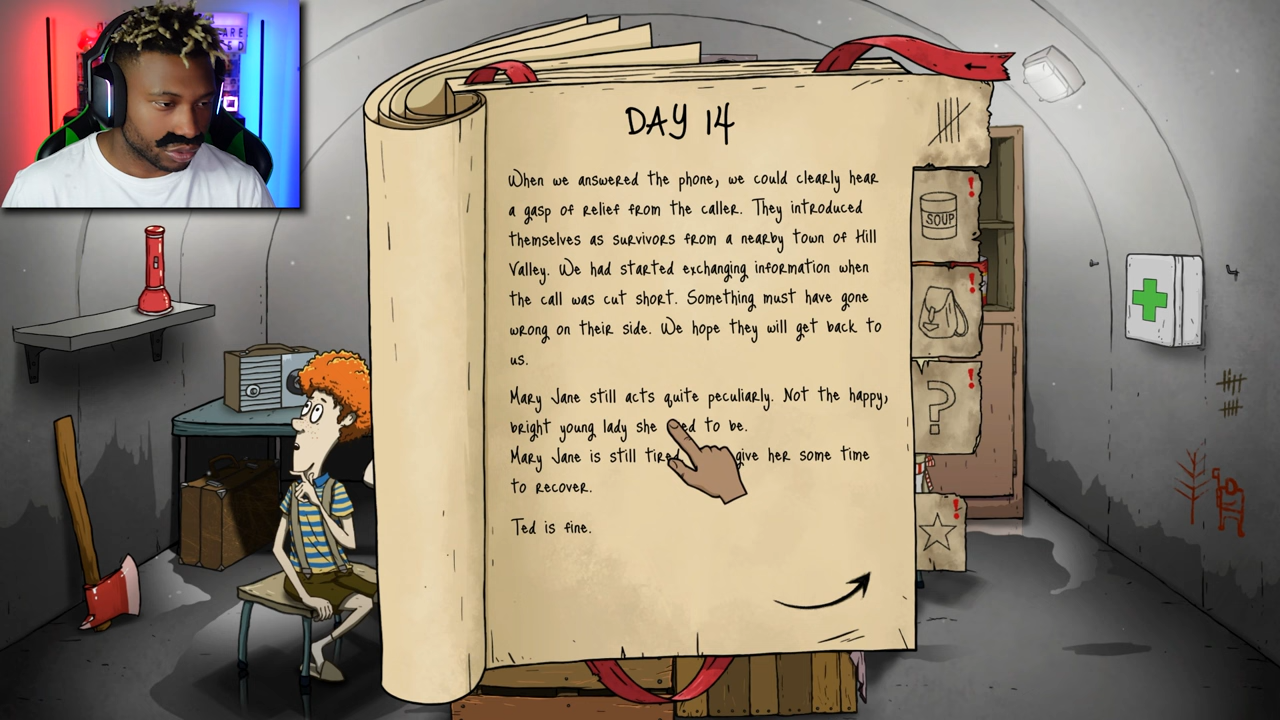 ARE
DAY 14
When we answered the phone, we could clearly hear
a gasp of relief from the caller. They introduced
themselves as survivors from a nearby town of Hill
Valley. We had started exchanging information when
the call was cut short. Something must have gone
wrong on their side. We hope they will get back to
us.
Mary Jane still acts quite peculiarly. Not the happy,
bright young lady she to be.
Mary Jane is still tired give her some time
to recover.
Ted is fine.
SOUP
!
!
?
!
!